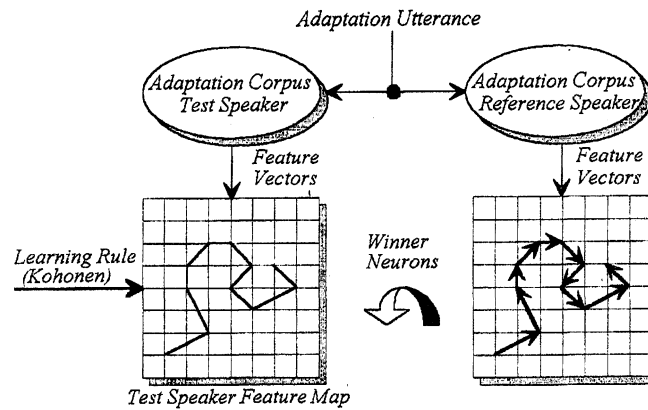 Adaptation Utterance
Adaptation Corpus
Test Speaker
Adaptation Corpus
Reference Speaker
Feature
Vectors
Feature
Vectors
Learning Rule
(Kohonen)
Winner
Neurons
Test Speaker Feature Map